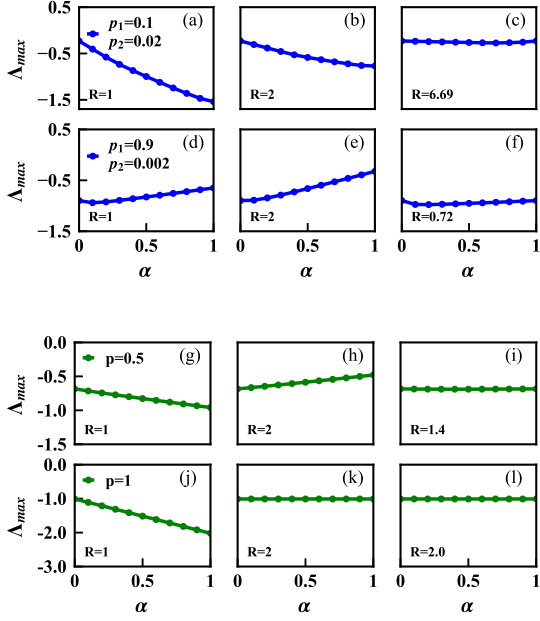 (a)
p₁=0.1
p₂=0.02
R=1
(b)
R=2
(c)
R=6.69
Λmax
0.5
−0.5
−1.5
(d)
p₁=0.9
p₂=0.002
R=1
(e)
R=2
(f)
R=0.72
Λmax
0.5
−0.5
−1.5
0 0.5 1
0 0.5 1
0 0.5 1
α
α
α
(g)
p=0.5
R=1
(h)
R=2
(i)
R=1.4
Λmax
0.0
−0.5
−1.0
−1.5
(j)
p=1
R=1
(k)
R=2
(l)
R=2.0
Λmax
0.0
-1.0
-2.0
-3.0
0 0.5 1
0 0.5 1
0 0.5 1
α
α
α